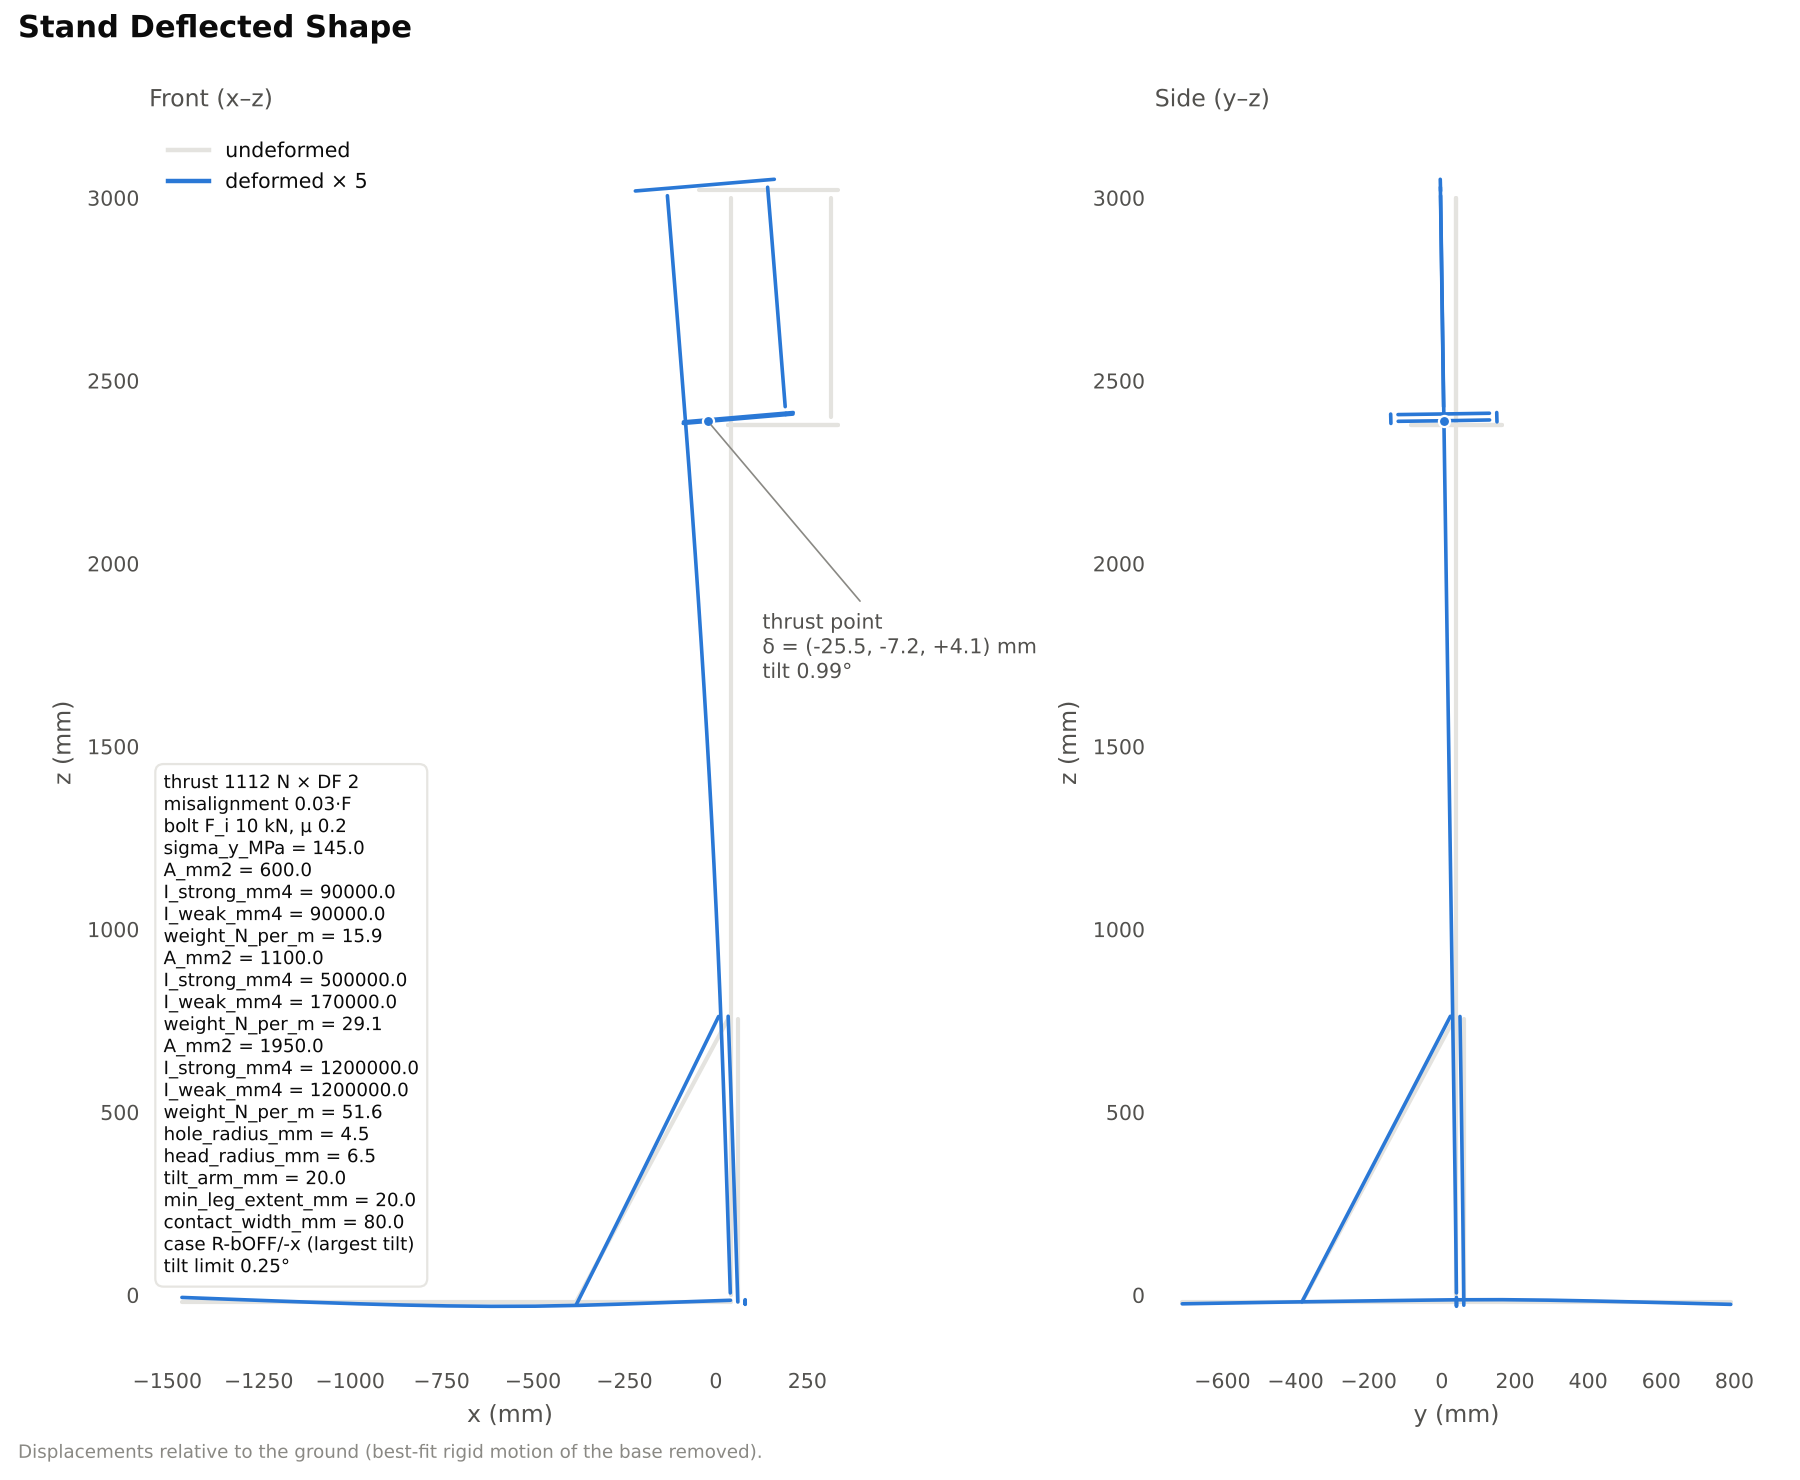 Stand Deflected Shape
Front (x–z)
undeformed
deformed × 5
3000
2500
2000
1500
1000
500
0
z (mm)
thrust point
δ = (-25.5, -7.2, +4.1) mm
tilt 0.99°
thrust 1112 N × DF 2
misalignment 0.03·F
bolt F_i 10 kN, μ 0.2
sigma_y_MPa = 145.0
A_mm2 = 600.0
I_strong_mm4 = 90000.0
I_weak_mm4 = 90000.0
weight_N_per_m = 15.9
A_mm2 = 1100.0
I_strong_mm4 = 500000.0
I_weak_mm4 = 170000.0
weight_N_per_m = 29.1
A_mm2 = 1950.0
I_strong_mm4 = 1200000.0
I_weak_mm4 = 1200000.0
weight_N_per_m = 51.6
hole_radius_mm = 4.5
head_radius_mm = 6.5
tilt_arm_mm = 20.0
min_leg_extent_mm = 20.0
contact_width_mm = 80.0
case R-bOFF/-x (largest tilt)
tilt limit 0.25°
−1500 −1250 −1000 −750 −500 −250 0 250
x (mm)
Side (y–z)
3000
2500
2000
1500
1000
500
0
z (mm)
−600 −400 −200 0 200 400 600 800
y (mm)
Displacements relative to the ground (best-fit rigid motion of the base removed).